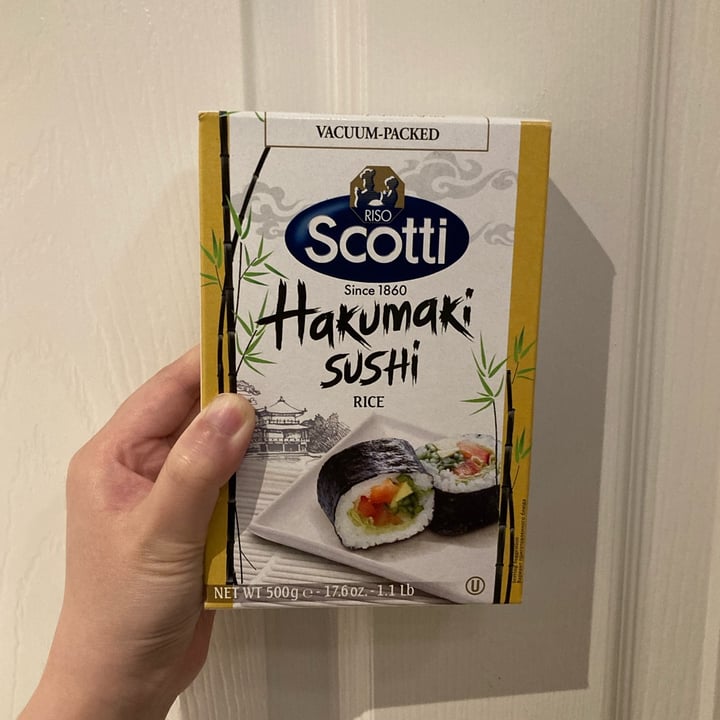 VACUUM-PACKED
RISO
Scotti
Since 1860
Hakumaki
SUSHi
RICE
NET WT 500g ℮ - 17.6 oz. - 1.1 lb
U